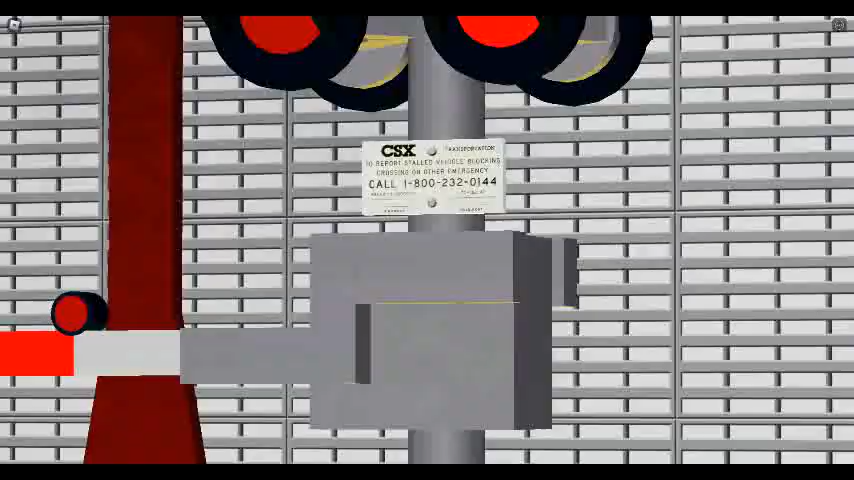 CSX TRANSPORTATION
TO REPORT STALLED VEHICLE BLOCKING
CROSSING OR OTHER EMERGENCY
CALL 1-800-232-0144